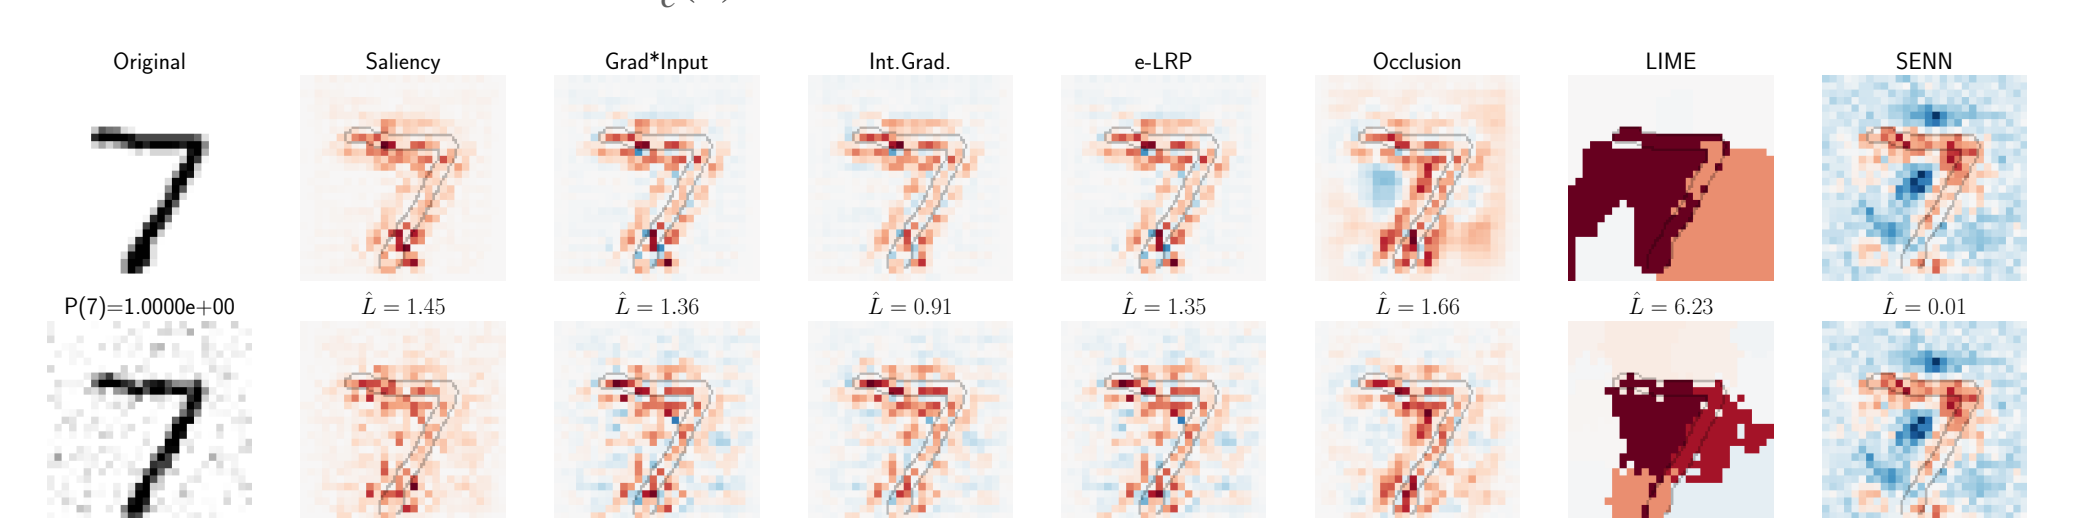 Original Saliency Grad*Input Int.Grad. e-LRP Occlusion LIME SENN
P(7)=1.0000e+00 L̂ = 1.45 L̂ = 1.36 L̂ = 0.91 L̂ = 1.35 L̂ = 1.66 L̂ = 6.23 L̂ = 0.01